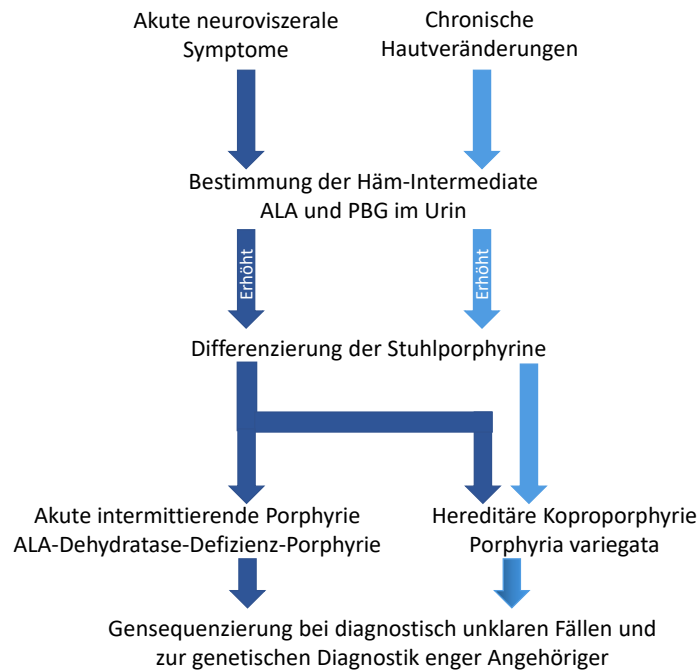 Akute neuroviszerale
Symptome
Chronische
Hautveränderungen
Bestimmung der Häm-Intermediate
ALA und PBG im Urin
Erhöht
Erhöht
Differenzierung der Stuhlporphyrine
Akute intermittierende Porphyrie
ALA-Dehydratase-Defizienz-Porphyrie
Hereditäre Koproporphyrie
Porphyria variegata
Gensequenzierung bei diagnostisch unklaren Fällen und
zur genetischen Diagnostik enger Angehöriger